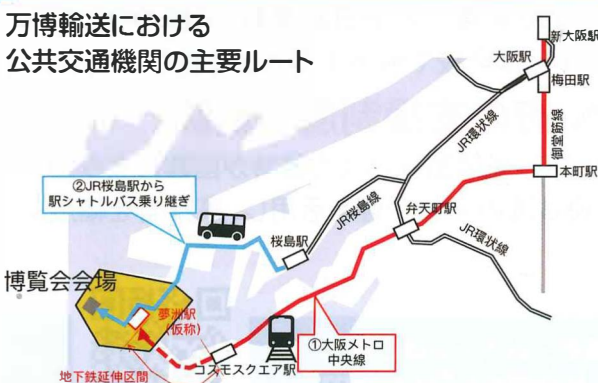 万博輸送における
公共交通機関の主要ルート
新大阪駅
大阪駅
梅田駅
御堂筋線
JR環状線
本町駅
②JR桜島駅から
駅シャトルバス乗り継ぎ
JR桜島線
弁天町駅
桜島駅
JR環状線
博覧会会場
夢洲駅
(仮称)
①大阪メトロ
中央線
コスモスクエア駅
地下鉄延伸区間